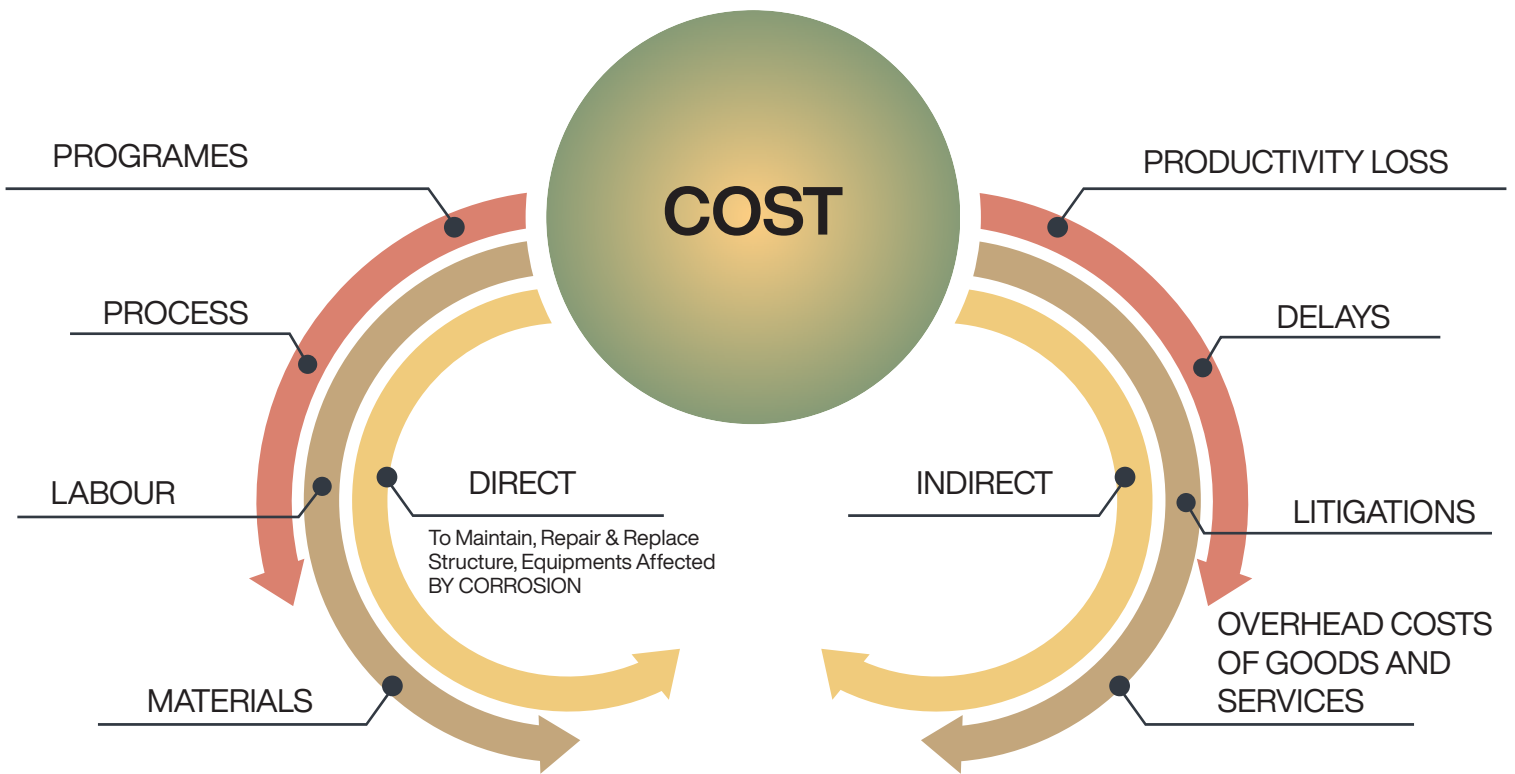 COST
PROGRAMES
PROCESS
LABOUR
MATERIALS
DIRECT
To Maintain, Repair & Replace
Structure, Equipments Affected
BY CORROSION
INDIRECT
PRODUCTIVITY LOSS
DELAYS
LITIGATIONS
OVERHEAD COSTS
OF GOODS AND
SERVICES